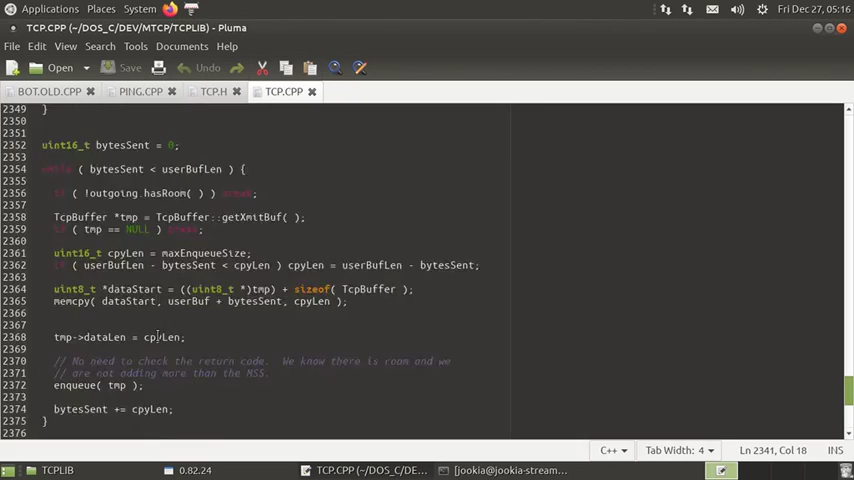 Applications Places System Fri Dec 27, 05:16
TCP.CPP (~/DOS_C/DEV/MTCP/TCPLIB) - Pluma
File Edit View Search Tools Documents Help
Open Save Undo
BOT.OLD.CPP PING.CPP TCP.H TCP.CPP
2349 }
2350
2351
2352 uint16_t bytesSent = 0;
2353
2354 while ( bytesSent < userBufLen ) {
2355
2356 if ( !outgoing.hasRoom( ) ) break;
2357
2358 TcpBuffer *tmp = TcpBuffer::getXmitBuf( );
2359 if ( tmp == NULL ) break;
2360
2361 uint16_t cpyLen = maxEnqueueSize;
2362 if ( userBufLen - bytesSent < cpyLen ) cpyLen = userBufLen - bytesSent;
2363
2364 uint8_t *dataStart = ((uint8_t *)tmp) + sizeof( TcpBuffer );
2365 memcpy( dataStart, userBuf + bytesSent, cpyLen );
2366
2367
2368 tmp->dataLen = cpyLen;
2369
2370 // No need to check the return code. We know there is room and we
2371 // are not adding more than the MSS.
2372 enqueue( tmp );
2373
2374 bytesSent += cpyLen;
2375 }
2376
C++ Tab Width: 4 Ln 2341, Col 18 INS
TCPLIB 0.82.24 TCP.CPP (~/DOS_C/DE... [jookia@jookia-stream...